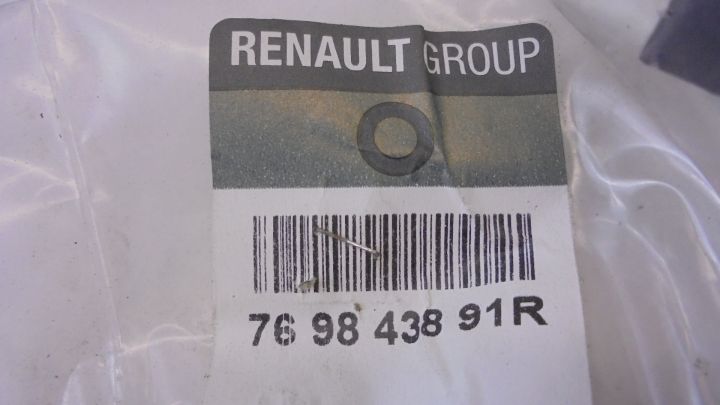 RENAULT GROUP
76 98 438 91R